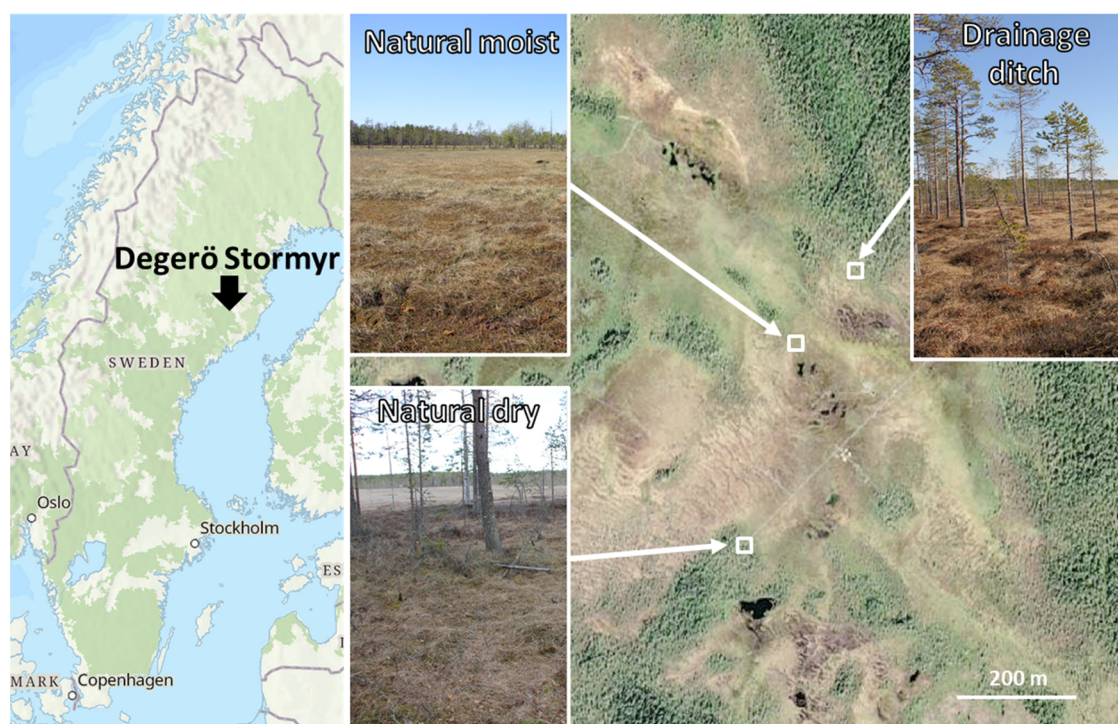 Degerö Stormyr
SWEDEN
AY
Oslo
Stockholm
ES
MARK
Copenhagen
Natural moist
Natural dry
Drainage
ditch
200 m